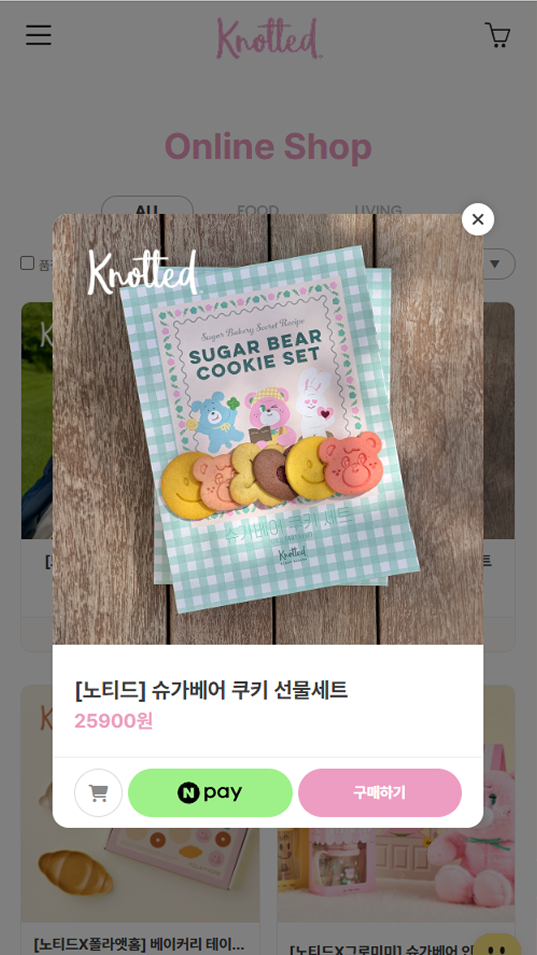 Knotted
Online Shop
ALL FOOD LIVING
Knotted
Sugar Bakery Secret Recipe
SUGAR BEAR
COOKIE SET
슈가베어 쿠키 세트
Knotted
[노티드] 슈가베어 쿠키 선물세트
25900원
N pay 구매하기
[노티드X폴라앳홈] 베이커리 테이... [노티드X그로미미] 슈가베어 인